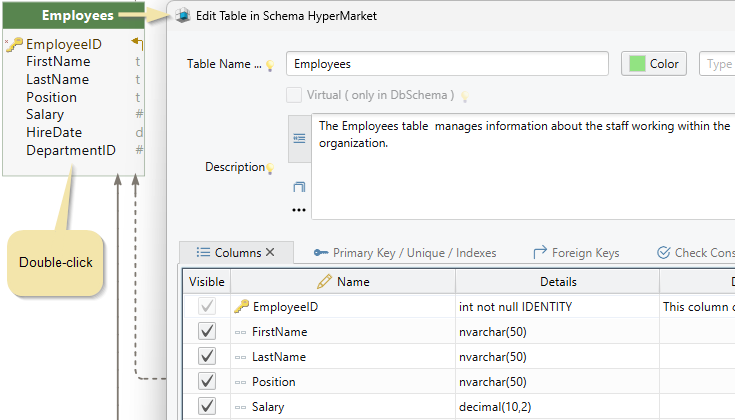 Employees
EmployeeID
FirstName t
LastName t
Position t
Salary #
HireDate d
DepartmentID #
Double-click
Edit Table in Schema HyperMarket
Table Name ... Employees Color Type
Virtual ( only in DbSchema )
Description
The Employees table manages information about the staff working within the
organization.
Columns Primary Key / Unique / Indexes Foreign Keys Check Cons
Visible Name Details D
EmployeeID int not null IDENTITY This column
FirstName nvarchar(50)
LastName nvarchar(50)
Position nvarchar(50)
Salary decimal(10,2)